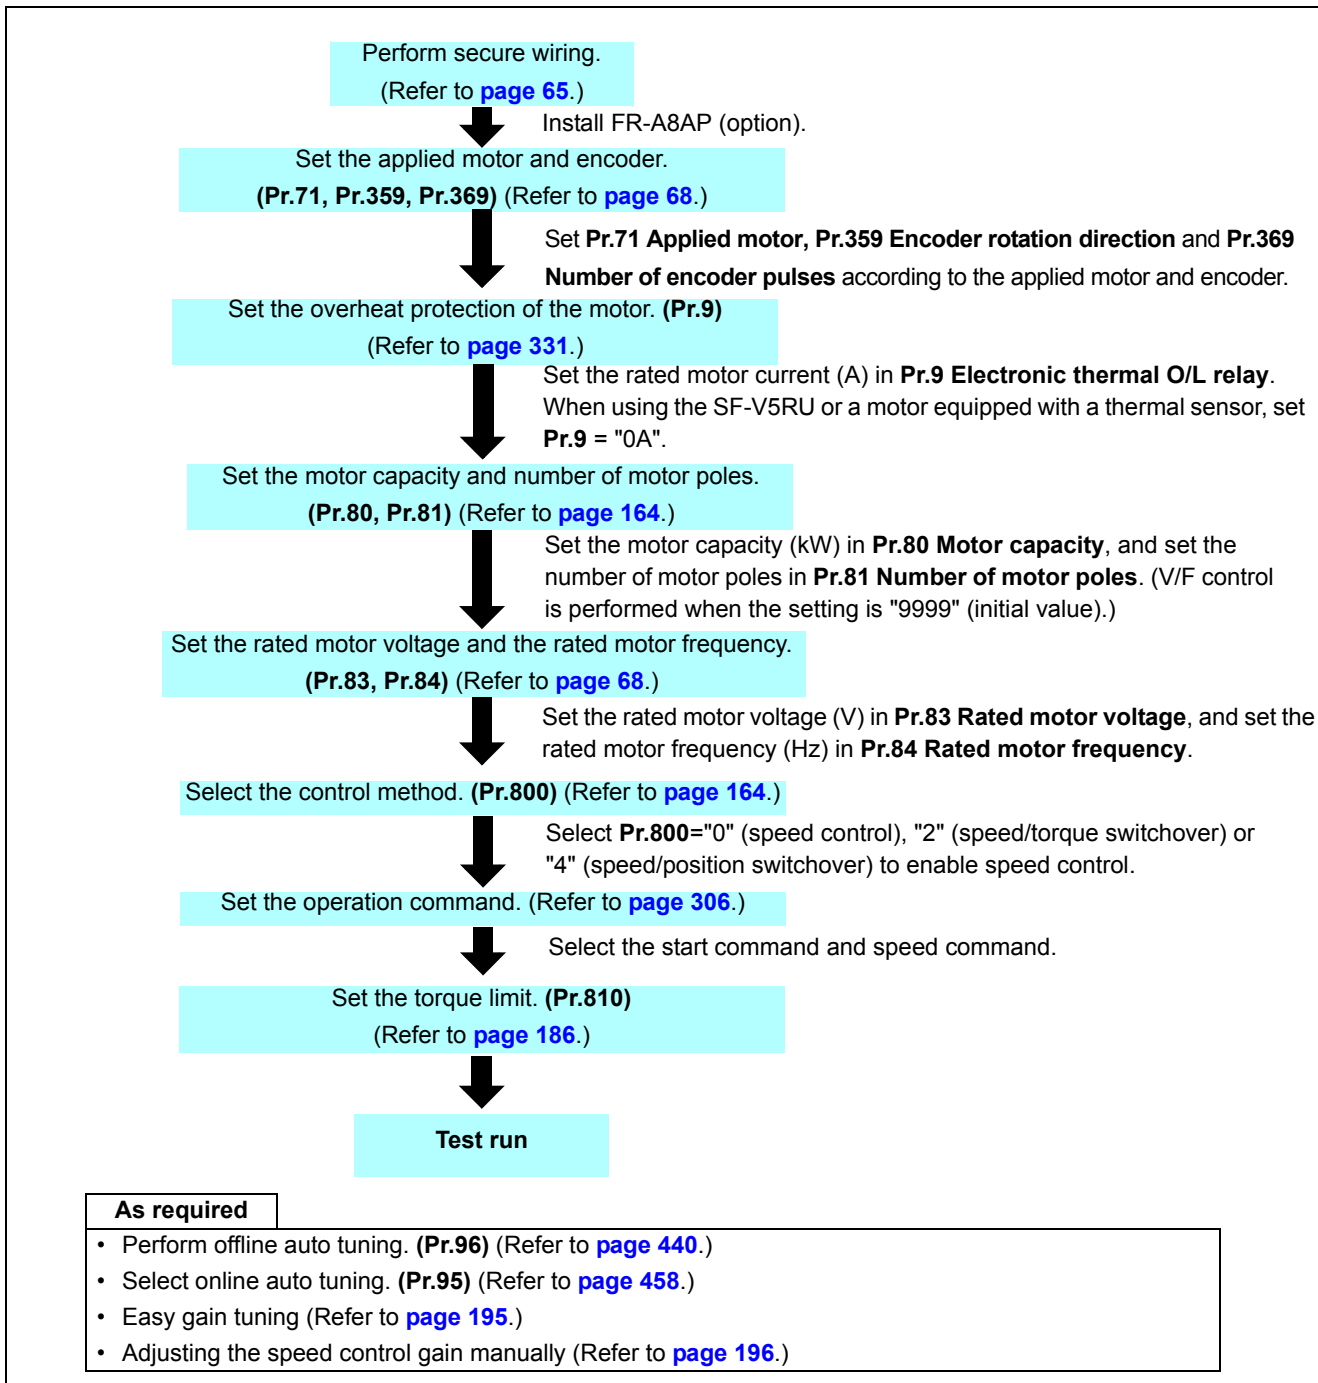 Perform secure wiring.
(Refer to page 65.)
Install FR-A8AP (option).
Set the applied motor and encoder.
(Pr.71, Pr.359, Pr.369) (Refer to page 68.)
Set Pr.71 Applied motor, Pr.359 Encoder rotation direction and Pr.369
Number of encoder pulses according to the applied motor and encoder.
Set the overheat protection of the motor. (Pr.9)
(Refer to page 331.)
Set the rated motor current (A) in Pr.9 Electronic thermal O/L relay.
When using the SF-V5RU or a motor equipped with a thermal sensor, set
Pr.9 = "0A".
Set the motor capacity and number of motor poles.
(Pr.80, Pr.81) (Refer to page 164.)
Set the motor capacity (kW) in Pr.80 Motor capacity, and set the
number of motor poles in Pr.81 Number of motor poles. (V/F control
is performed when the setting is "9999" (initial value).)
Set the rated motor voltage and the rated motor frequency.
(Pr.83, Pr.84) (Refer to page 68.)
Set the rated motor voltage (V) in Pr.83 Rated motor voltage, and set the
rated motor frequency (Hz) in Pr.84 Rated motor frequency.
Select the control method. (Pr.800) (Refer to page 164.)
Select Pr.800="0" (speed control), "2" (speed/torque switchover) or
"4" (speed/position switchover) to enable speed control.
Set the operation command. (Refer to page 306.)
Select the start command and speed command.
Set the torque limit. (Pr.810)
(Refer to page 186.)
Test run
As required
• Perform offline auto tuning. (Pr.96) (Refer to page 440.)
• Select online auto tuning. (Pr.95) (Refer to page 458.)
• Easy gain tuning (Refer to page 195.)
• Adjusting the speed control gain manually (Refer to page 196.)